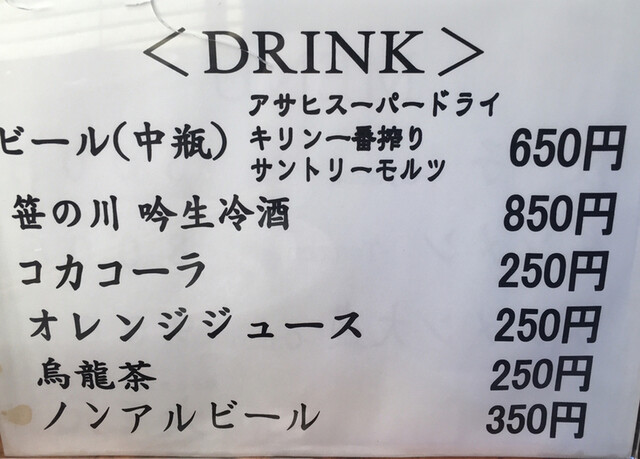 ＜DRINK＞
アサヒスーパードライ
ビール(中瓶) キリン一番搾り 650円
サントリーモルツ
笹の川 吟生冷酒 850円
コカコーラ 250円
オレンジジュース 250円
烏龍茶 250円
ノンアルビール 350円